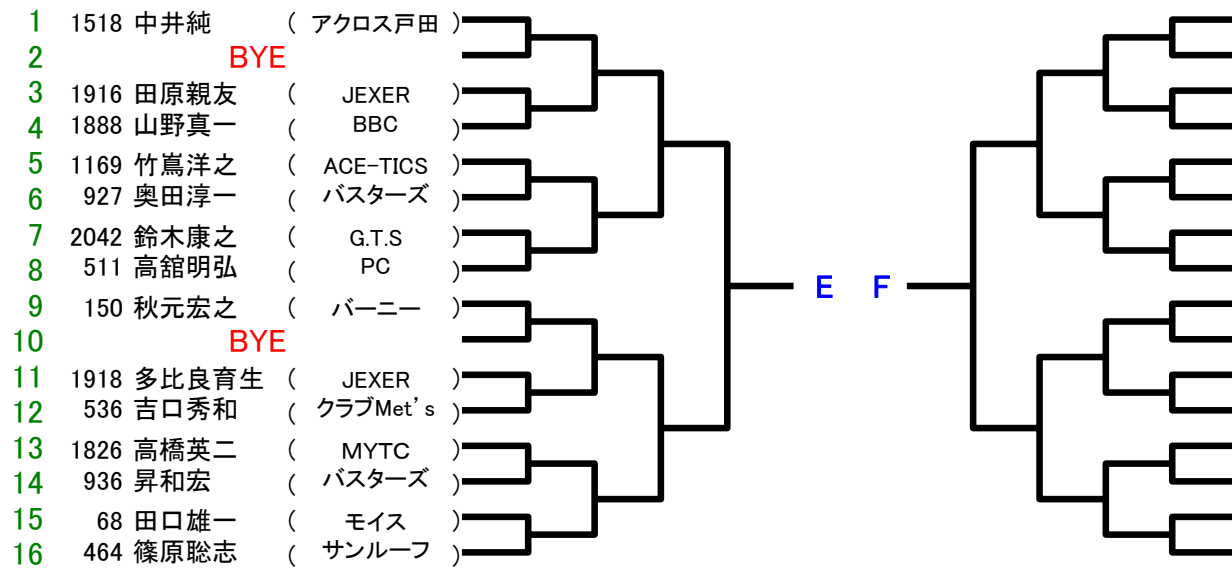 1 1518 中井純 ( アクロス戸田 )
2 BYE
3 1916 田原親友 ( JEXER )
4 1888 山野真一 ( BBC )
5 1169 竹嶌洋之 ( ACE-TICS )
6 927 奥田淳一 ( バスターズ )
7 2042 鈴木康之 ( G.T.S )
8 511 高舘明弘 ( PC )
E F
9 150 秋元宏之 ( バーニー )
10 BYE
11 1918 多比良育生 ( JEXER )
12 536 吉口秀和 ( クラブMet's )
13 1826 高橋英二 ( MYTC )
14 936 昇和宏 ( バスターズ )
15 68 田口雄一 ( モイス )
16 464 篠原聡志 ( サンルーフ )